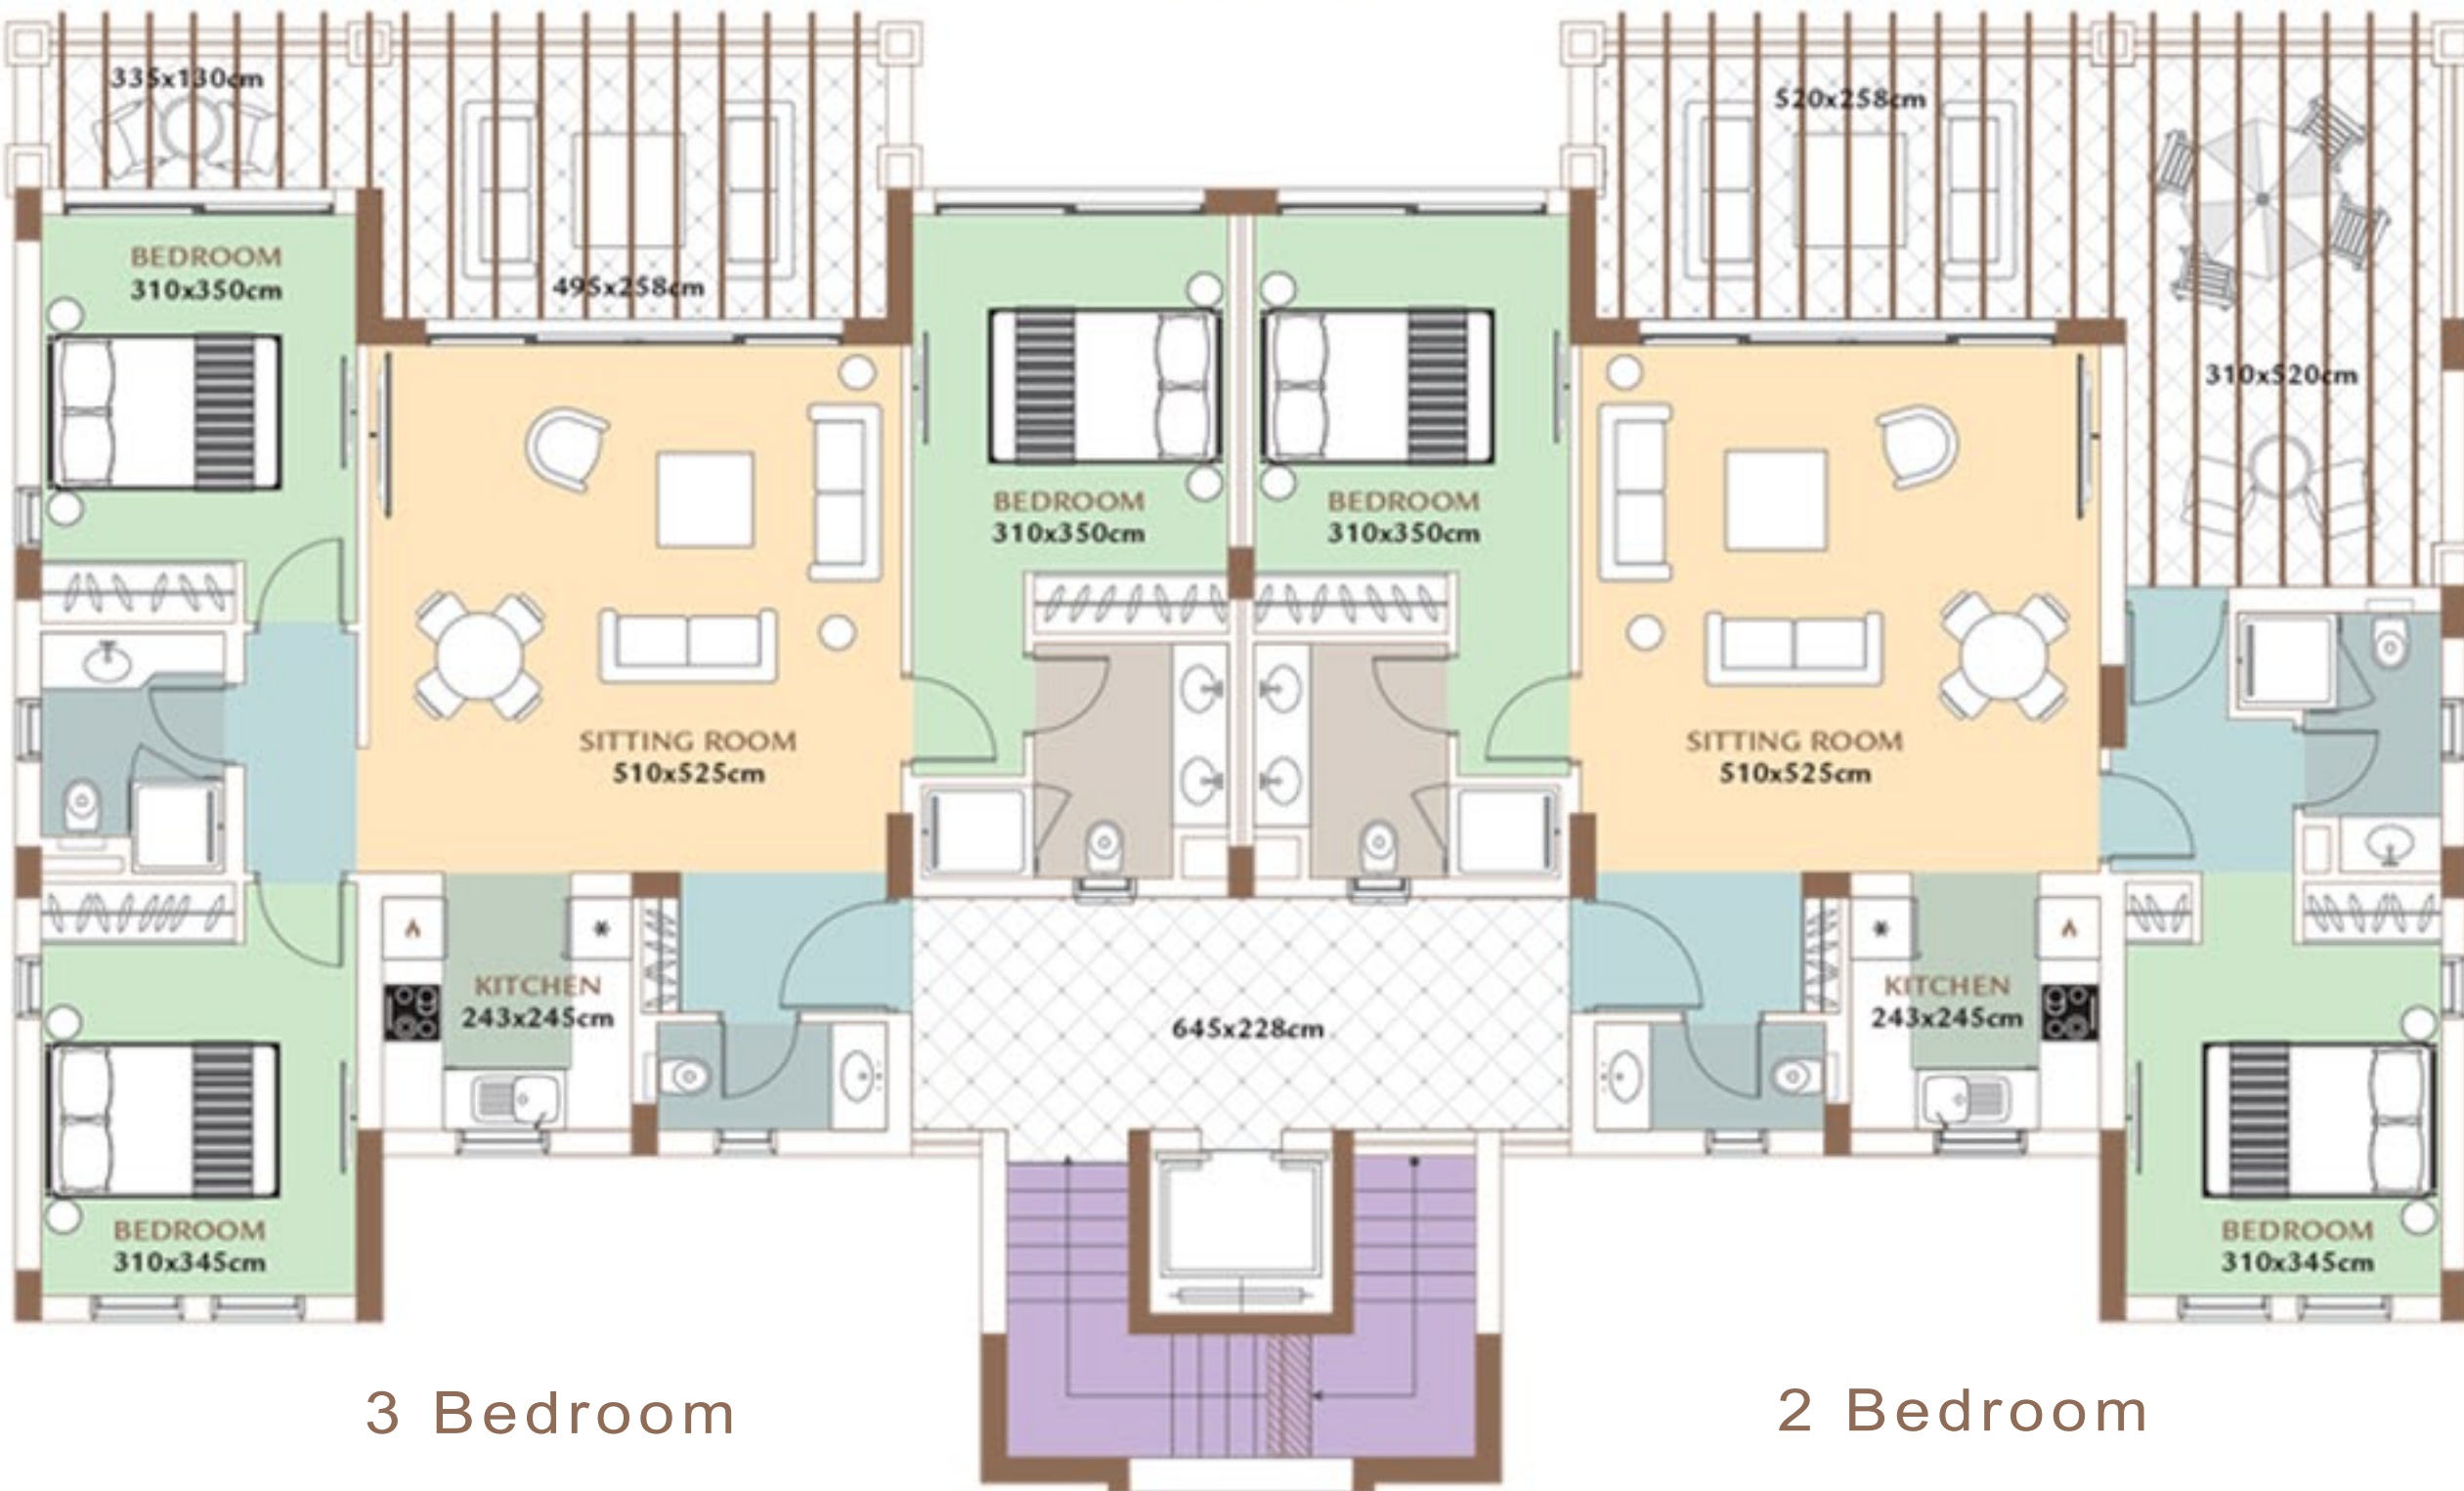 335x130cm
495x258cm
520x258cm
310x520cm
BEDROOM
310x350cm
BEDROOM
310x350cm
BEDROOM
310x350cm
SITTING ROOM
510x525cm
SITTING ROOM
510x525cm
KITCHEN
243x245cm
645x228cm
KITCHEN
243x245cm
BEDROOM
310x345cm
BEDROOM
310x345cm
3 Bedroom
2 Bedroom